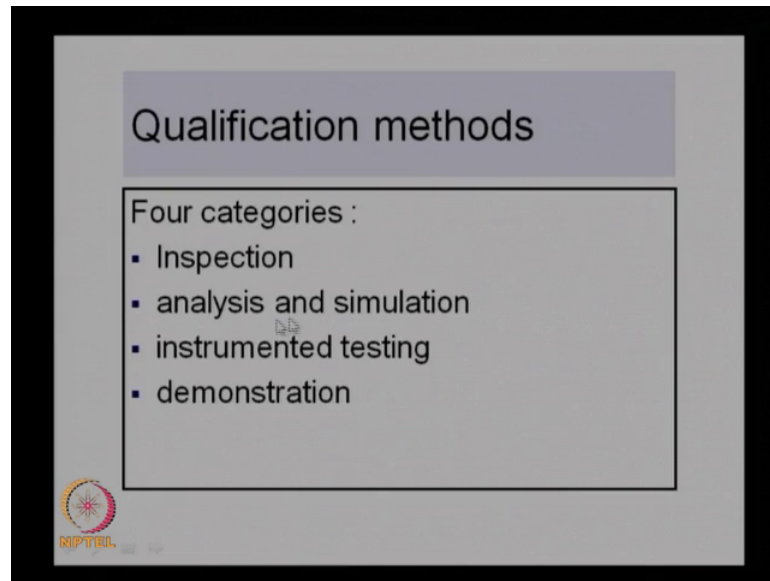 Qualification methods
Four categories :
▪ Inspection
▪ analysis and simulation
▪ instrumented testing
▪ demonstration
NPTEL